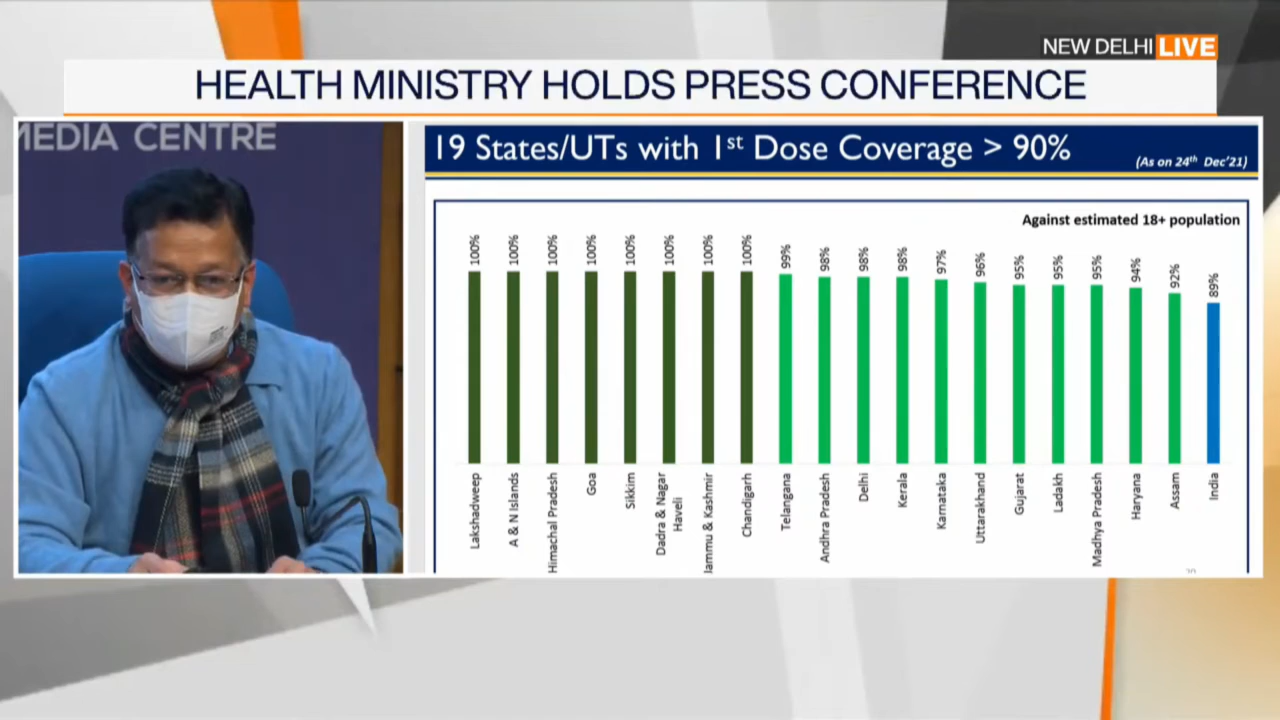 NEW DELHI LIVE
HEALTH MINISTRY HOLDS PRESS CONFERENCE
MEDIA CENTRE
19 States/UTs with 1st Dose Coverage > 90%
(As on 24th Dec'21)
Against estimated 18+ population
100%
100%
100%
100%
100%
100%
100%
100%
99%
98%
98%
98%
97%
96%
95%
95%
95%
94%
92%
89%
Lakshadweep
A & N Islands
Himachal Pradesh
Goa
Sikkim
Dadra & Nagar
Haveli
Jammu & Kashmir
Chandigarh
Telangana
Andhra Pradesh
Delhi
Kerala
Karnataka
Uttarakhand
Gujarat
Ladakh
Madhya Pradesh
Haryana
Assam
India